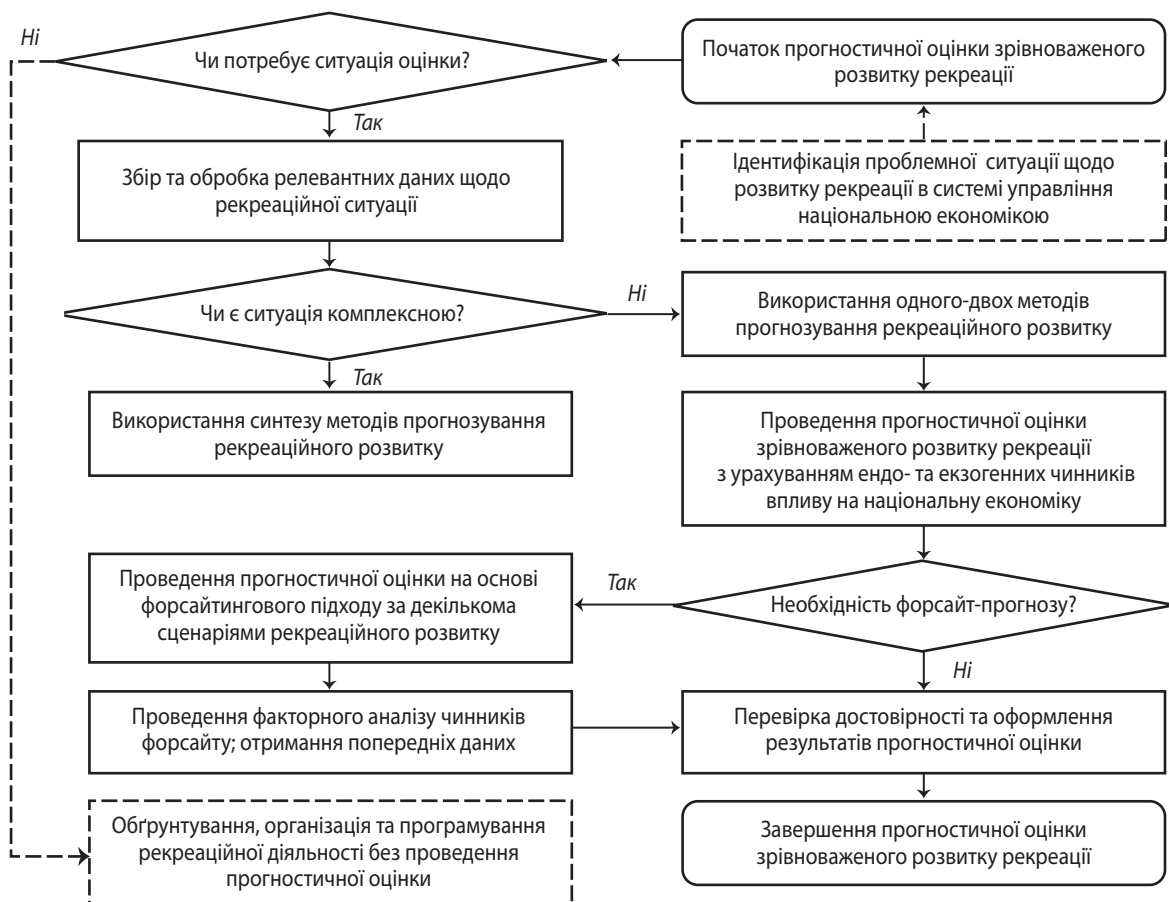 Ні
Чи потребує ситуація оцінки?
Початок прогностичної оцінки зрівноваженого
розвитку рекреації
Так
Ідентифікація проблемної ситуації щодо
розвитку рекреації в системі управління
національною економікою
Збір та обробка релевантних даних щодо
рекреаційної ситуації
Чи є ситуація комплексною?
Ні
Використання одного-двох методів
прогнозування рекреаційного розвитку
Так
Використання синтезу методів прогнозування
рекреаційного розвитку
Проведення прогностичної оцінки
зрівноваженого розвитку рекреації
з урахуванням ендо- та екзогенних чинників
впливу на національну економіку
Проведення прогностичної оцінки на основі
форсайтингового підходу за декількома
сценаріями рекреаційного розвитку
Так
Необхідність форсайт-прогнозу?
Ні
Проведення факторного аналізу чинників
форсайту; отримання попередніх даних
Перевірка достовірності та оформлення
результатів прогностичної оцінки
Обґрунтування, організація та програмування
рекреаційної діяльності без проведення
прогностичної оцінки
Завершення прогностичної оцінки
зрівноваженого розвитку рекреації